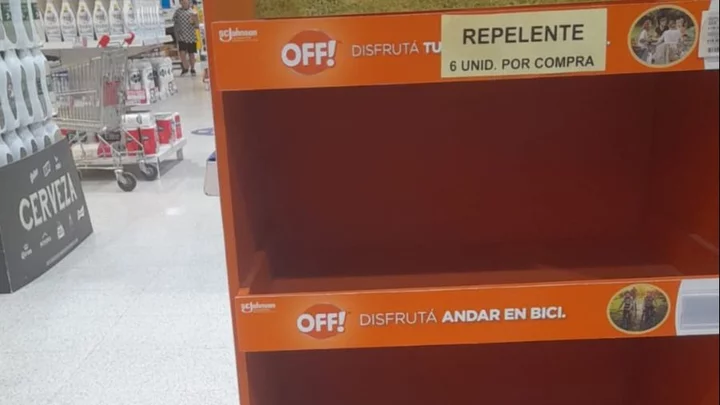 SC Johnson
OFF! DISFRUTÁ TU
REPELENTE
6 UNID. POR COMPRA
CERVEZA
SC Johnson
OFF! DISFRUTÁ ANDAR EN BICI.